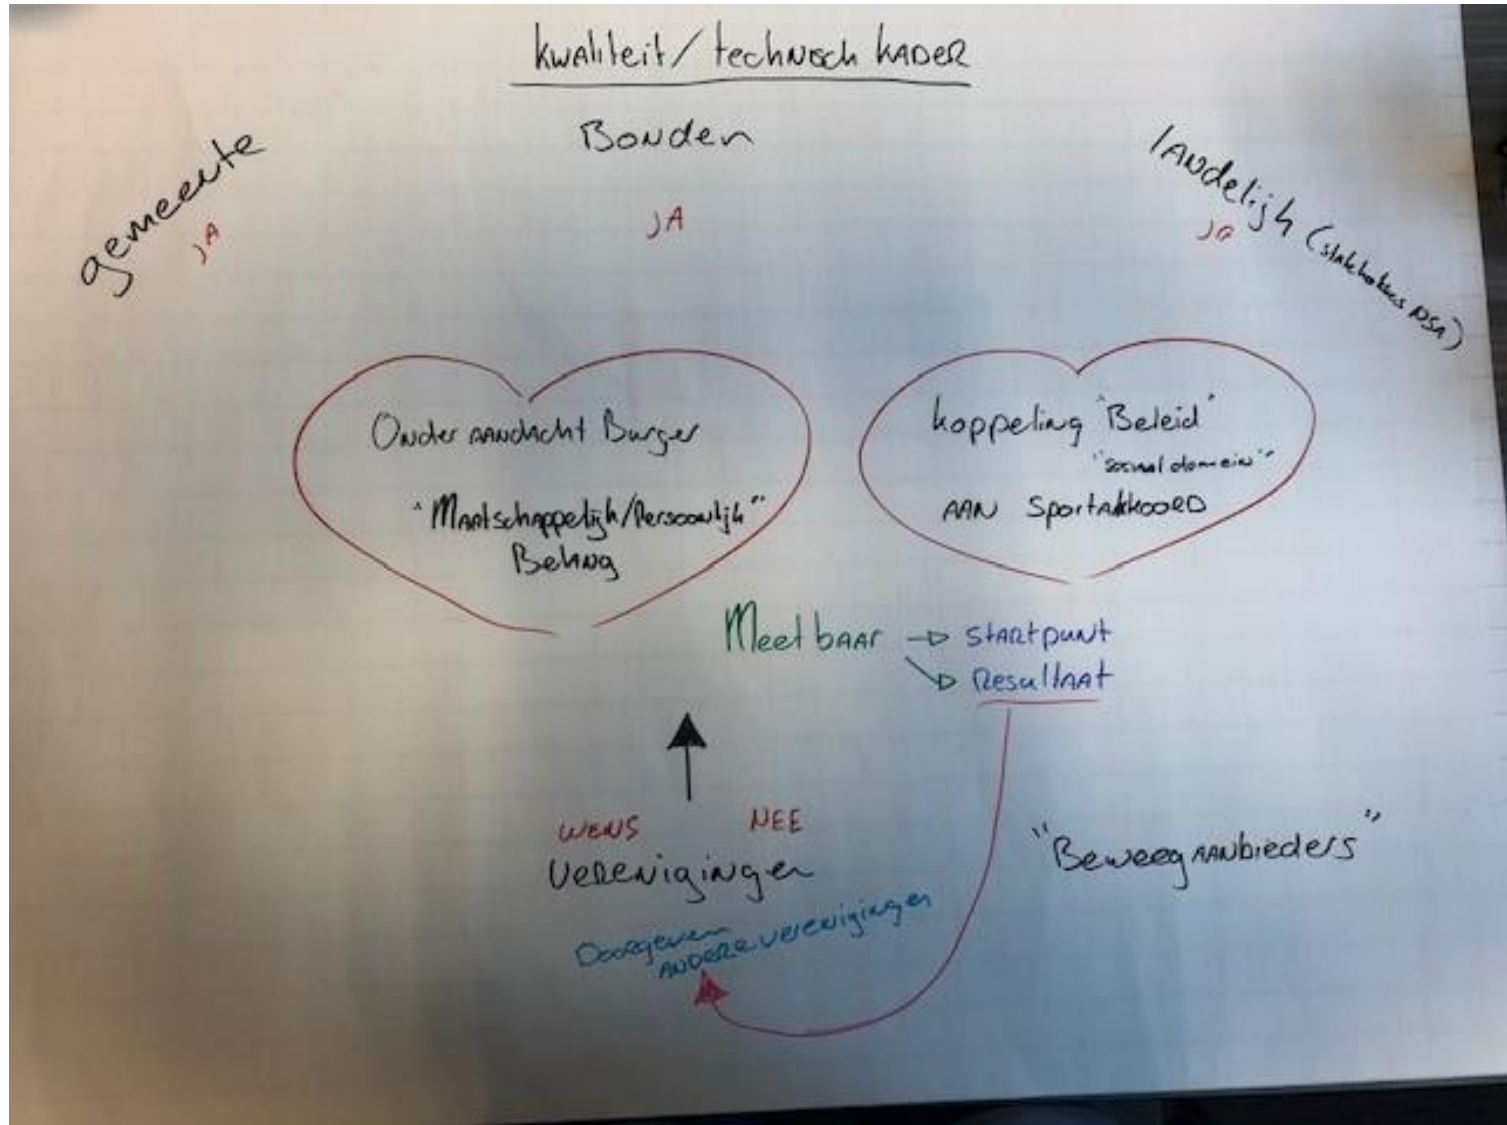 kwaliteit/technisch kader
Bonden
gemeente
landelijk (stakeholders NSA)
JA
JA
ja
Onder aandacht Burger
"Maatschappelijk/Persoonlijk"
Belang
koppeling "Beleid"
"sociaal domein"
AAN Sportakkoord
Meetbaar → startpunt
→ Resultaat
WENS NEE
Verenigingen
"Beweegaanbieders"
Doorgeven
andere verenigingen